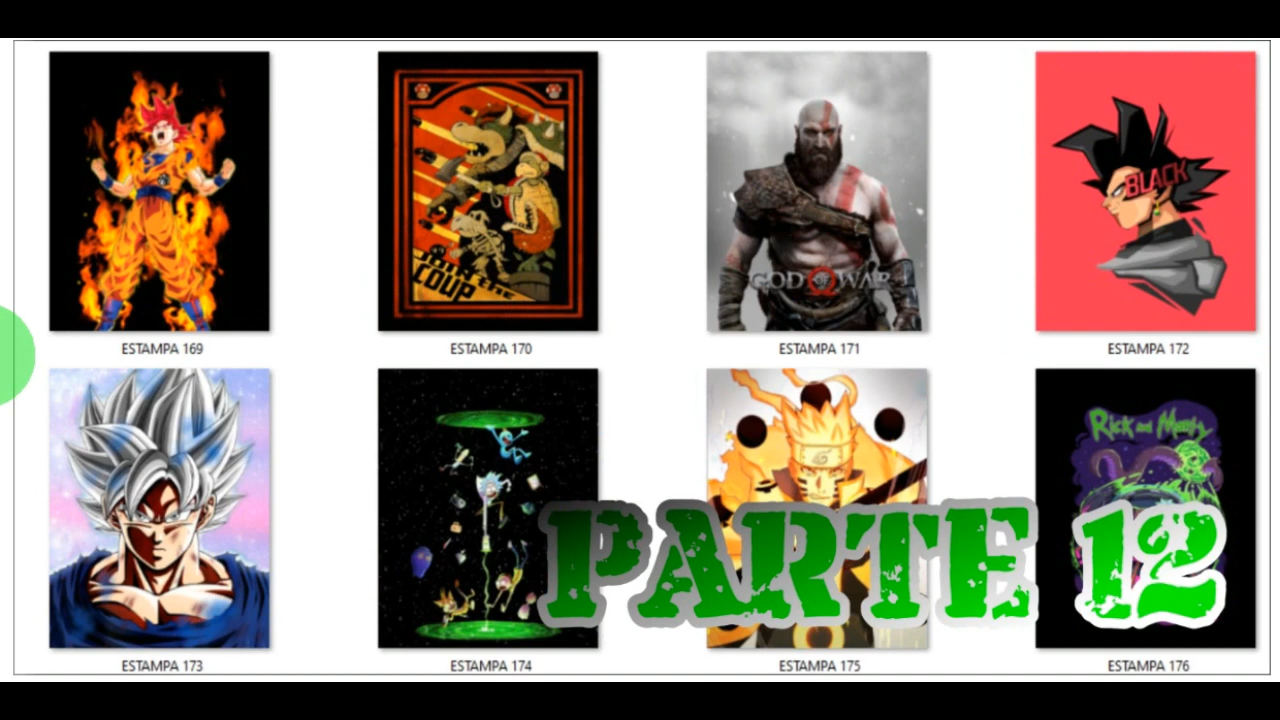 JOIN THE
COUP
GOD OF WAR
BLACK
ESTAMPA 169
ESTAMPA 170
ESTAMPA 171
ESTAMPA 172
Rick and Morty
PARTE 12
ESTAMPA 173
ESTAMPA 174
ESTAMPA 175
ESTAMPA 176